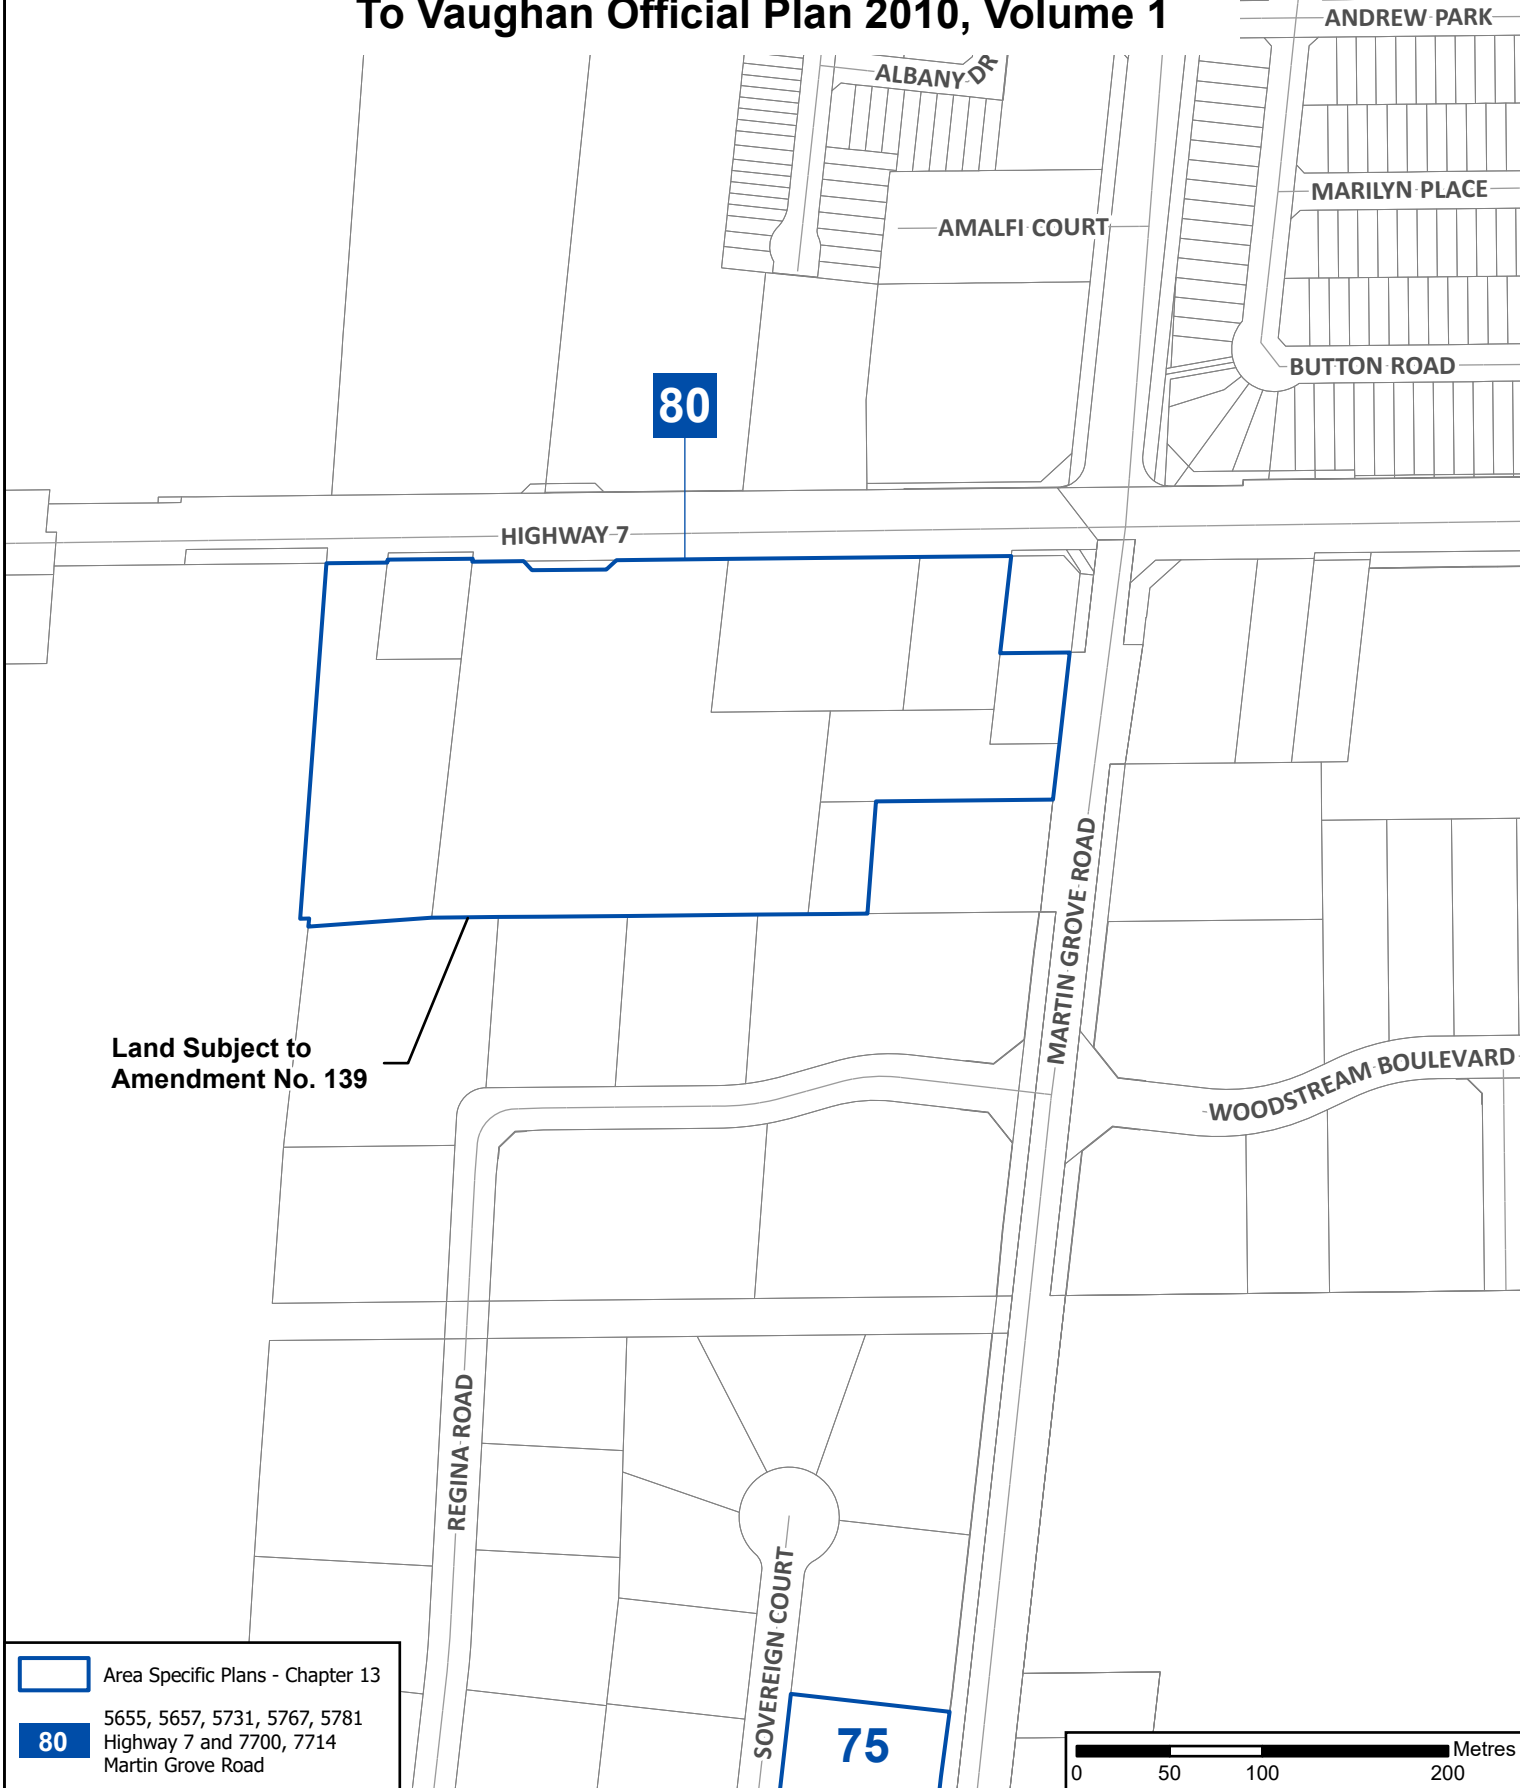 To Vaughan Official Plan 2010, Volume 1
ANDREW PARK
ALBANY DR
MARILYN PLACE
AMALFI COURT
BUTTON ROAD
80
HIGHWAY 7
MARTIN GROVE ROAD
Land Subject to
Amendment No. 139
WOODSTREAM BOULEVARD
REGINA ROAD
SOVEREIGN COURT
75
Area Specific Plans - Chapter 13
80
5655, 5657, 5731, 5767, 5781
Highway 7 and 7700, 7714
Martin Grove Road
Metres
0 50 100 200